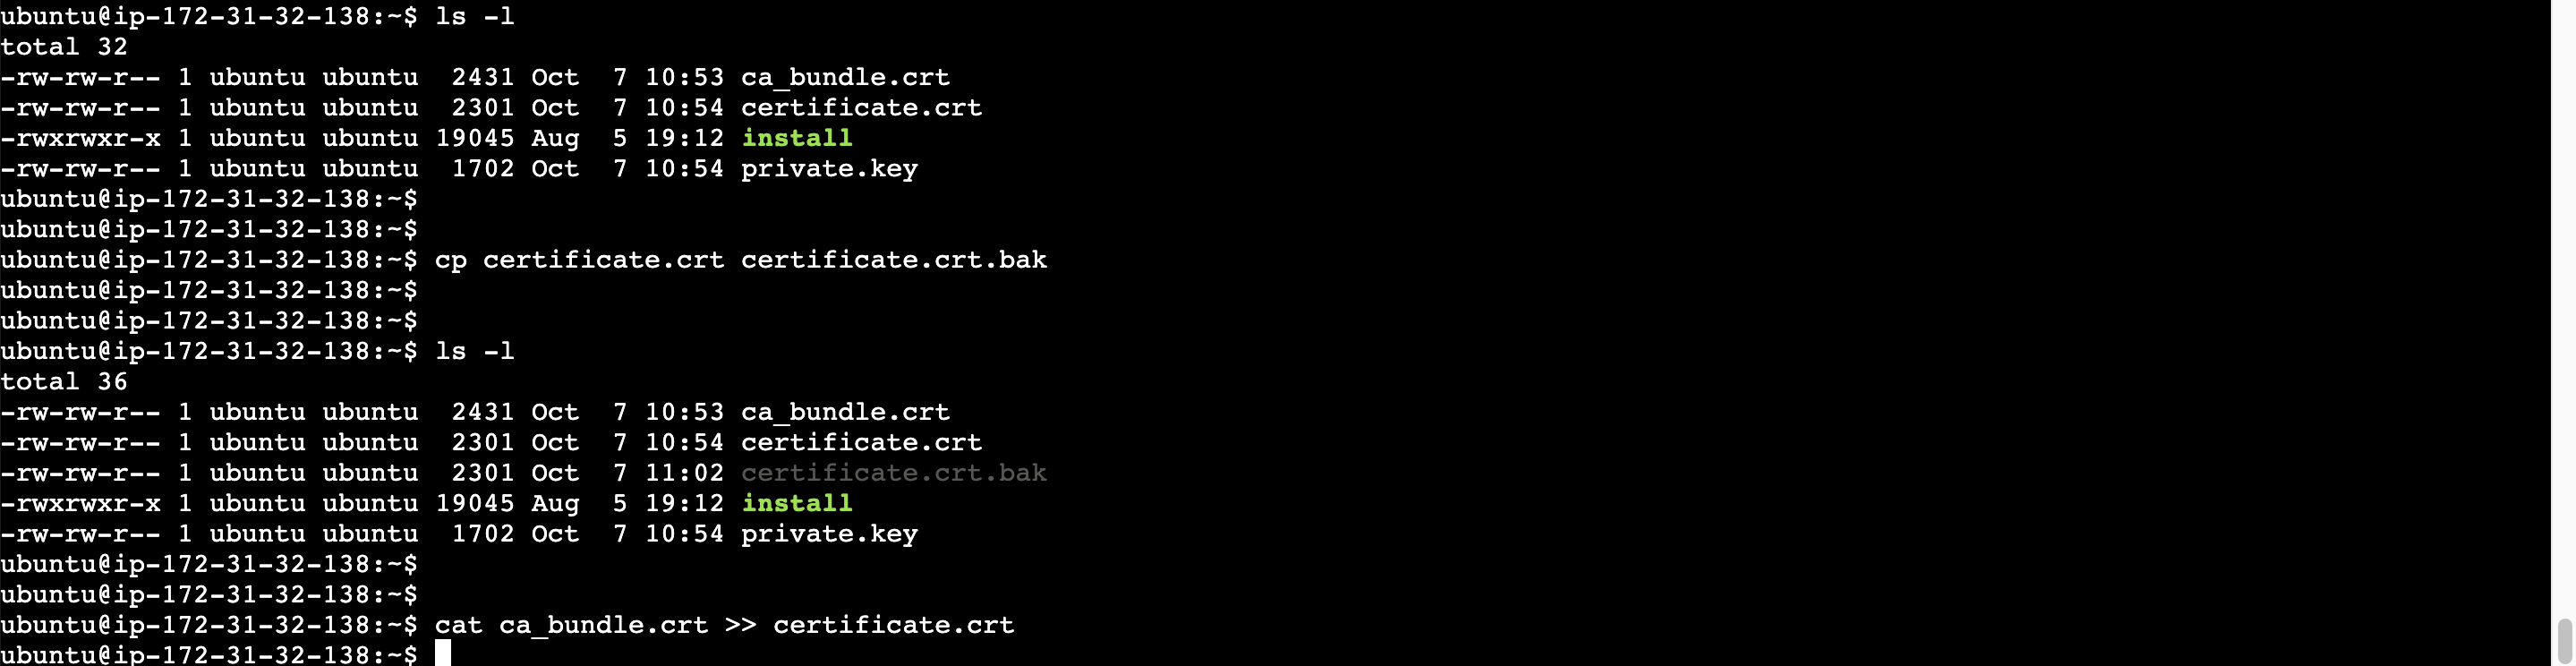 ubuntu@ip-172-31-32-138:~$ ls -l
total 32
-rw-rw-r-- 1 ubuntu ubuntu  2431 Oct  7 10:53 ca_bundle.crt
-rw-rw-r-- 1 ubuntu ubuntu  2301 Oct  7 10:54 certificate.crt
-rwxrwxr-x 1 ubuntu ubuntu 19045 Aug  5 19:12 install
-rw-rw-r-- 1 ubuntu ubuntu  1702 Oct  7 10:54 private.key
ubuntu@ip-172-31-32-138:~$
ubuntu@ip-172-31-32-138:~$
ubuntu@ip-172-31-32-138:~$ cp certificate.crt certificate.crt.bak
ubuntu@ip-172-31-32-138:~$
ubuntu@ip-172-31-32-138:~$
ubuntu@ip-172-31-32-138:~$ ls -l
total 36
-rw-rw-r-- 1 ubuntu ubuntu  2431 Oct  7 10:53 ca_bundle.crt
-rw-rw-r-- 1 ubuntu ubuntu  2301 Oct  7 10:54 certificate.crt
-rw-rw-r-- 1 ubuntu ubuntu  2301 Oct  7 11:02 certificate.crt.bak
-rwxrwxr-x 1 ubuntu ubuntu 19045 Aug  5 19:12 install
-rw-rw-r-- 1 ubuntu ubuntu  1702 Oct  7 10:54 private.key
ubuntu@ip-172-31-32-138:~$
ubuntu@ip-172-31-32-138:~$
ubuntu@ip-172-31-32-138:~$ cat ca_bundle.crt >> certificate.crt
ubuntu@ip-172-31-32-138:~$